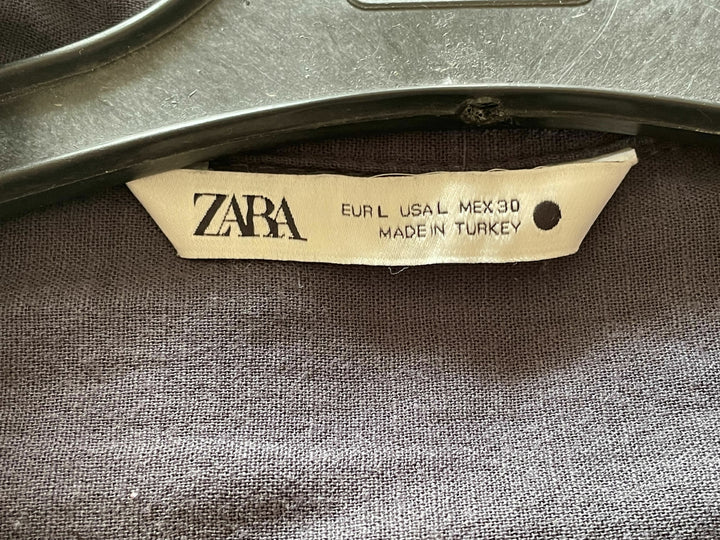 ZARA
EUR L USA L MEX 30
MADE IN TURKEY